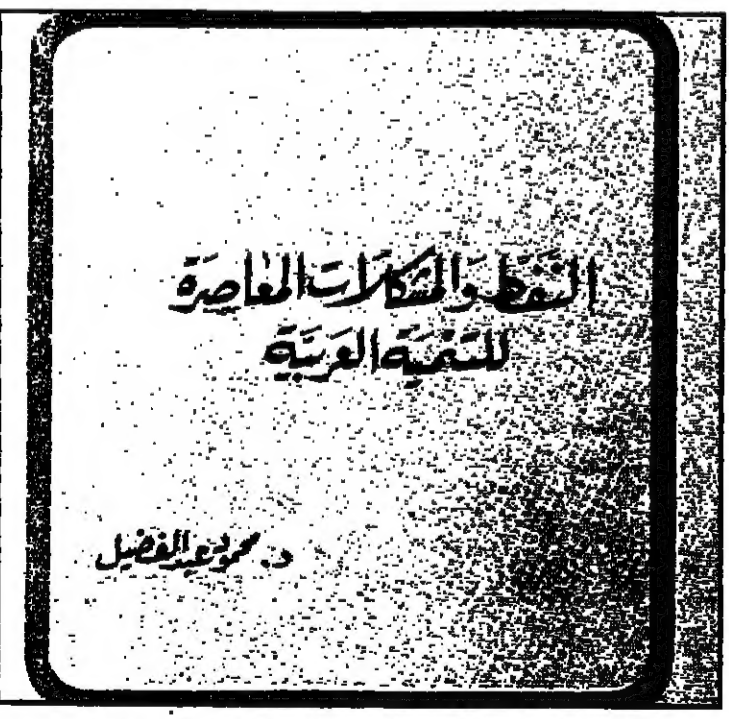 النفط والمشكلات المعاصرة
للتنمية العربية
د. محمود عبد الفضيل